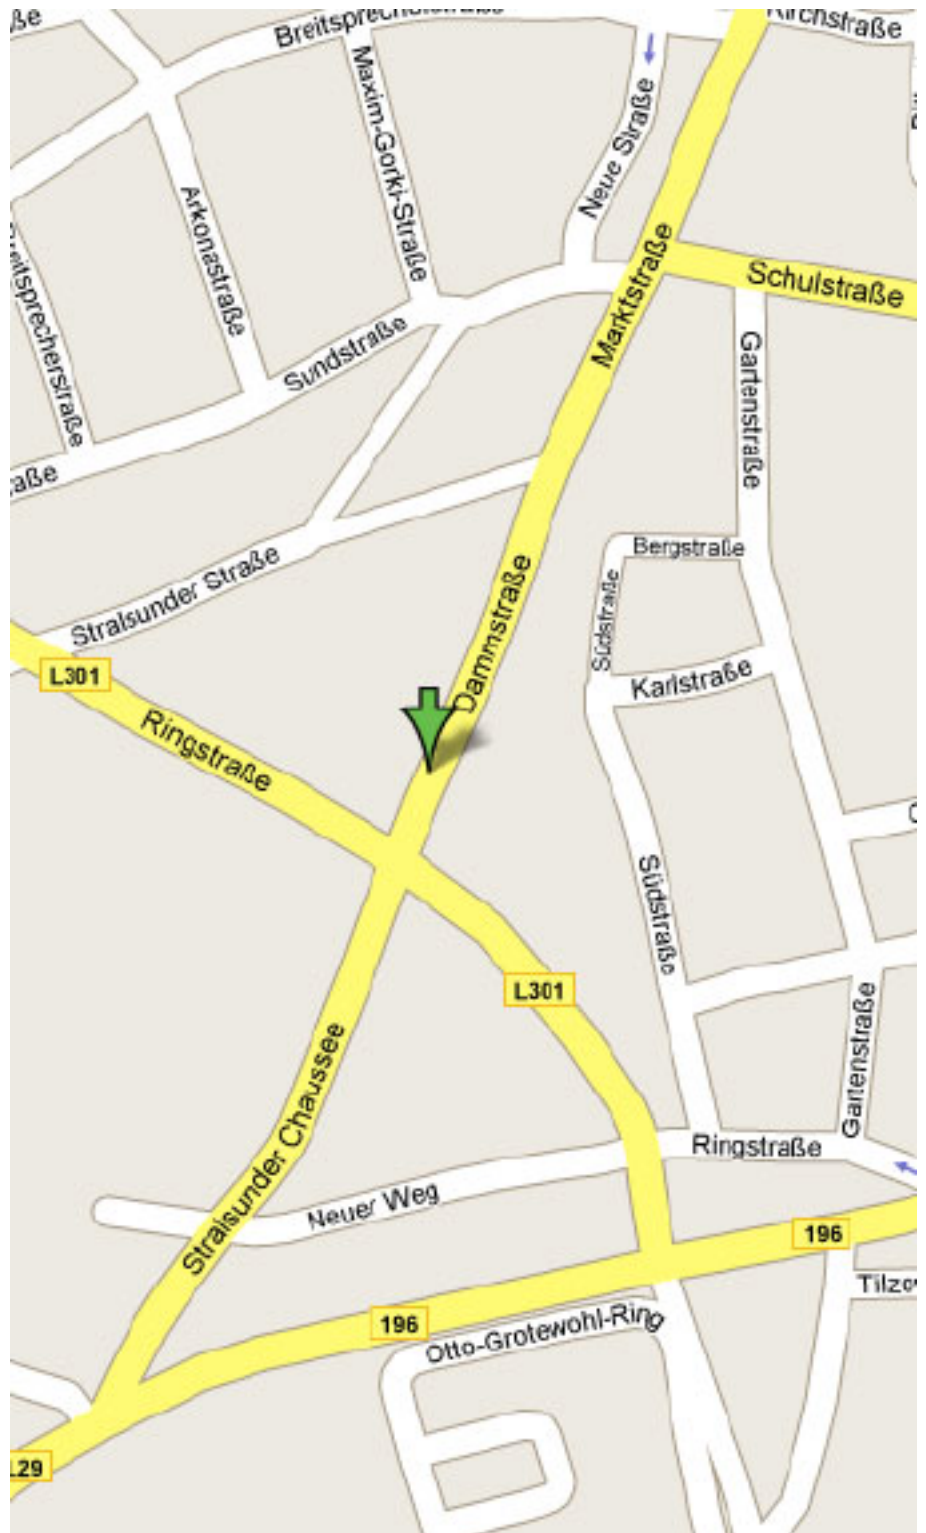 Kirchstraße
Maxim-Gorki-Straße
Neue Straße
Arkonastraße
Marktstraße
Schulstraße
Sundstraße
Gartenstraße
Bergstraße
Stralsunder Straße
Südstraße
Dammstraße
Karlstraße
L301
Ringstraße
Südstraße
L301
Gartenstraße
Stralsunder Chaussee
Ringstraße
Neuer Weg
196
196
Otto-Grotewohl-Ring